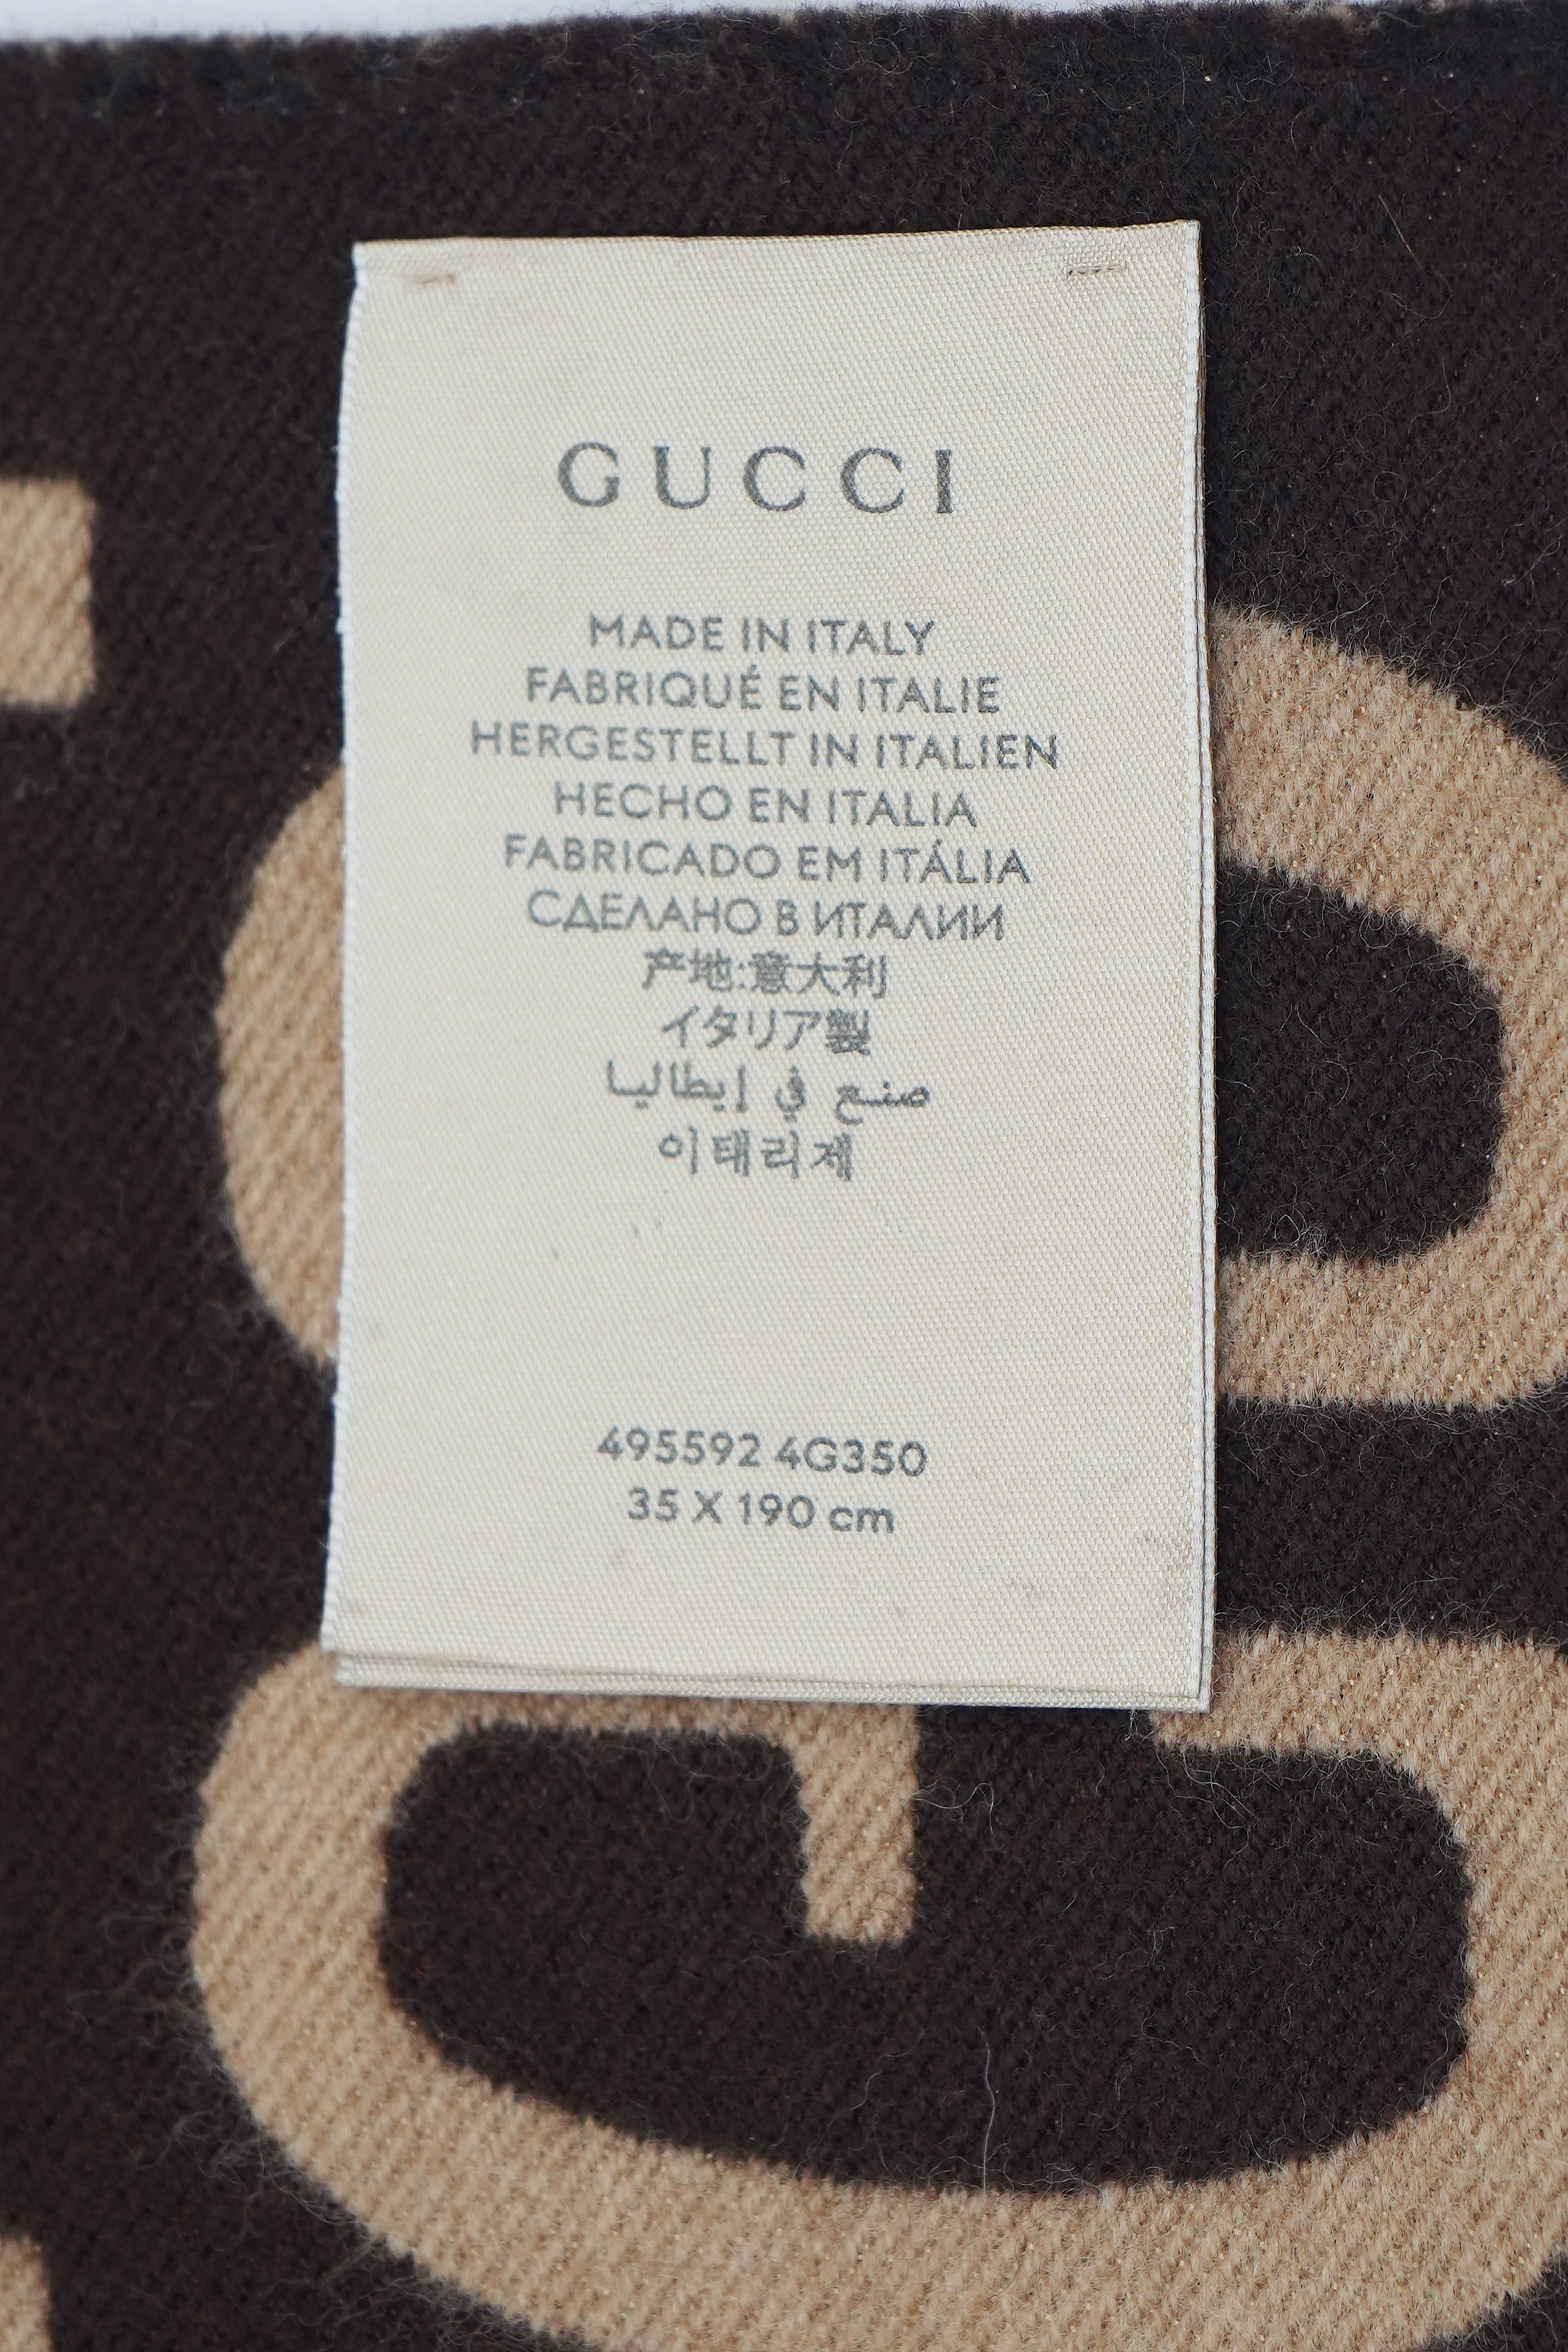 GUCCI
MADE IN ITALY
FABRIQUÉ EN ITALIE
HERGESTELLT IN ITALIEN
HECHO EN ITALIA
FABRICADO EM ITÁLIA
СДЕЛАНО В ИТАЛИИ
产地:意大利
イタリア製
صنع في إيطاليا
이태리제
495592 4G350
35 X 190 cm